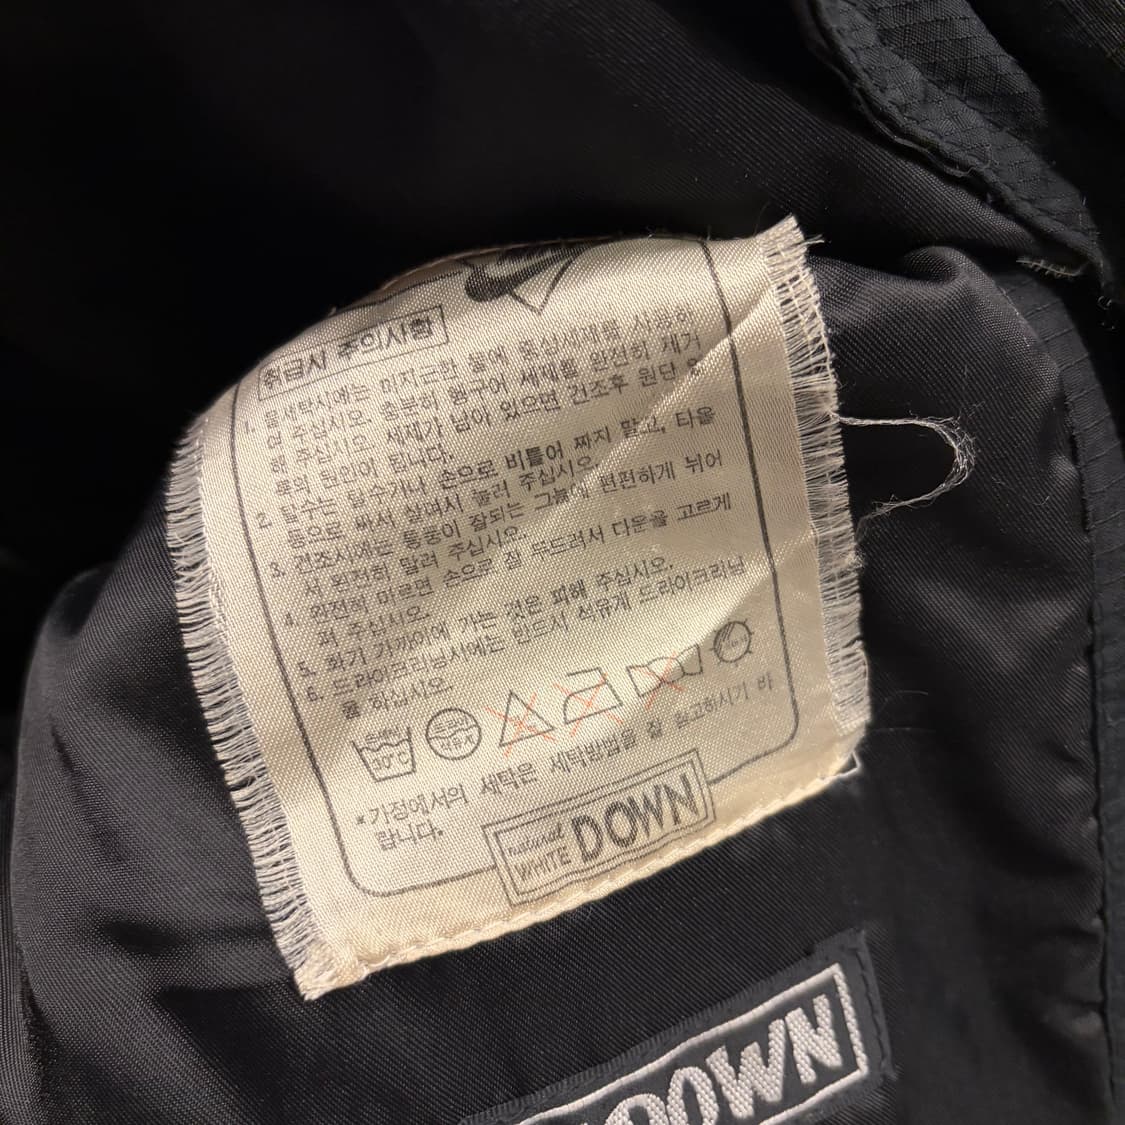 취급시 주의사항
1. 물세탁시에는 미지근한 물에 중성세제를 사용하
여 주십시오. 충분히 헹구어 세제를 완전히 제거
해 주십시오. 세제가 남아 있으면 건조후 원단 오
룩의 원인이 됩니다.
2. 탈수는 탈수기나 손으로 비틀어 짜지 말고, 타올
등으로 싸서 살며시 눌러 주십시오.
3. 건조시에는 통풍이 잘되는 그늘에 편편하게 뉘어
서 완전히 말려 주십시오.
4. 완전히 마르면 손으로 잘 부드러서 다운을 고르게
펴 주십시오.
5. 화기 가까이에 가는 것은 피해 주십시오.
6. 드라이크리닝시에는 반드시 석유계 드라이크리닝
을 하십시오.
30°C
*가정에서의 세탁은 세탁방법을 잘 참고하시기 바
랍니다.
natural
WHITE DOWN
DOWN